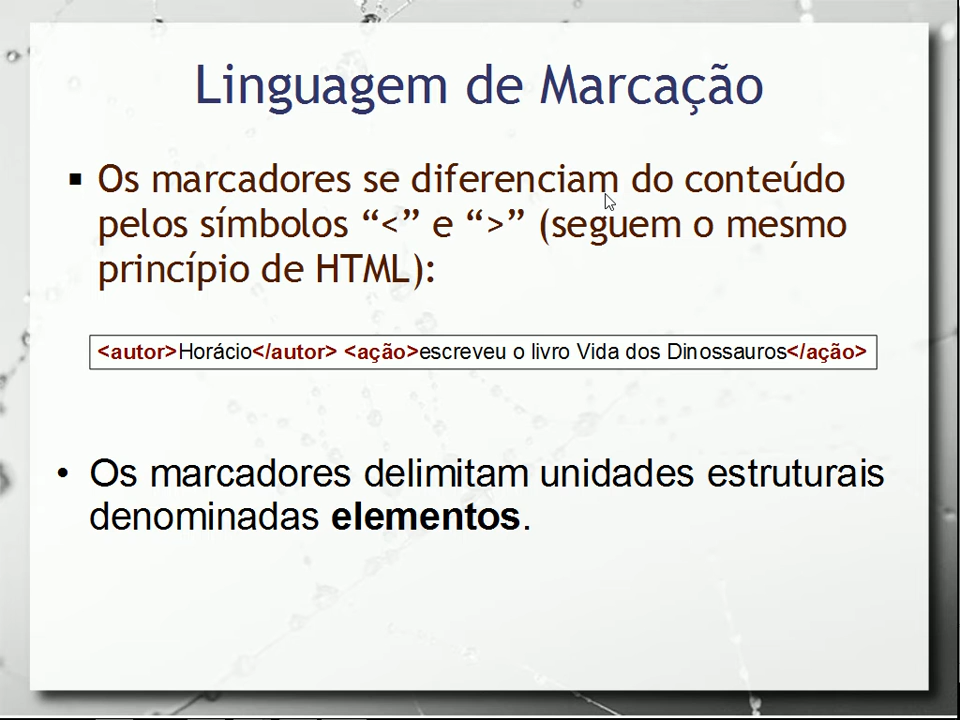 Linguagem de Marcação
▪ Os marcadores se diferenciam do conteúdo
pelos símbolos “<” e “>” (seguem o mesmo
princípio de HTML):
<autor>Horácio</autor> <ação>escreveu o livro Vida dos Dinossauros</ação>
• Os marcadores delimitam unidades estruturais
denominadas elementos.